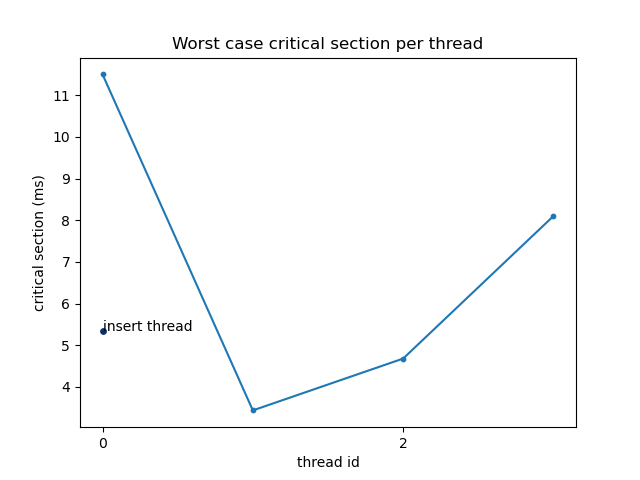 Worst case critical section per thread
11
10
9
8
7
6
5
4
critical section (ms)
insert thread
0
2
thread id